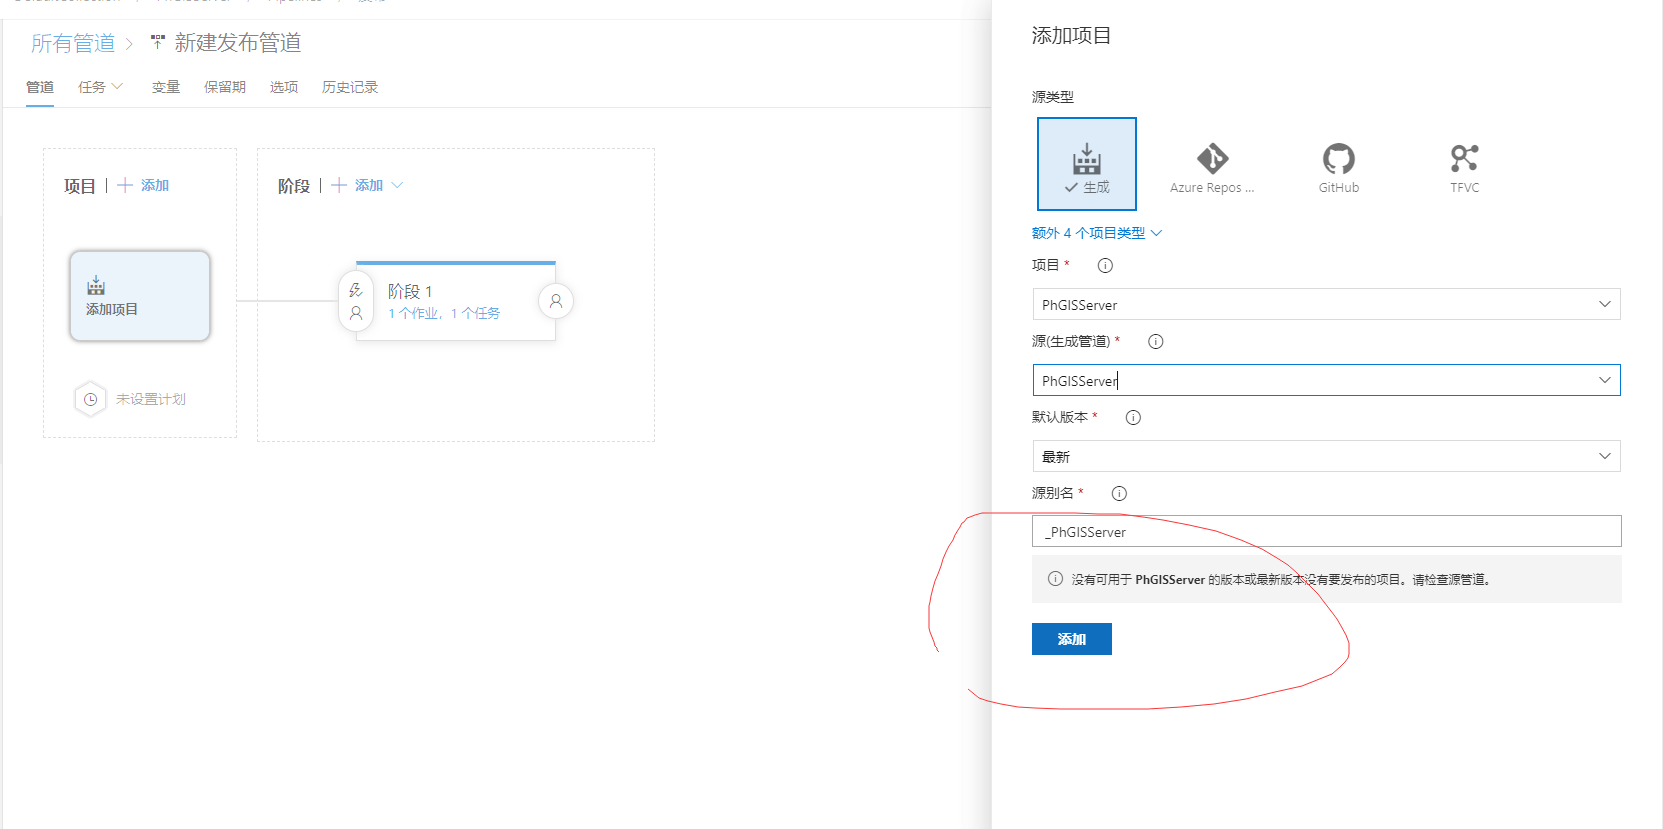 所有管道 > 新建发布管道
管道 任务 变量 保留期 选项 历史记录
项目 | + 添加
阶段 | + 添加
添加项目
阶段 1
1 个作业，1 个任务
未设置计划
添加项目
源类型
生成
Azure Repos ...
GitHub
TFVC
额外 4 个项目类型
项目 *
PhGISServer
源(生成管道) *
PhGISServer
默认版本 *
最新
源别名 *
_PhGISServer
没有可用于 PhGISServer 的版本或最新版本没有要发布的项目。请检查源管道。
添加